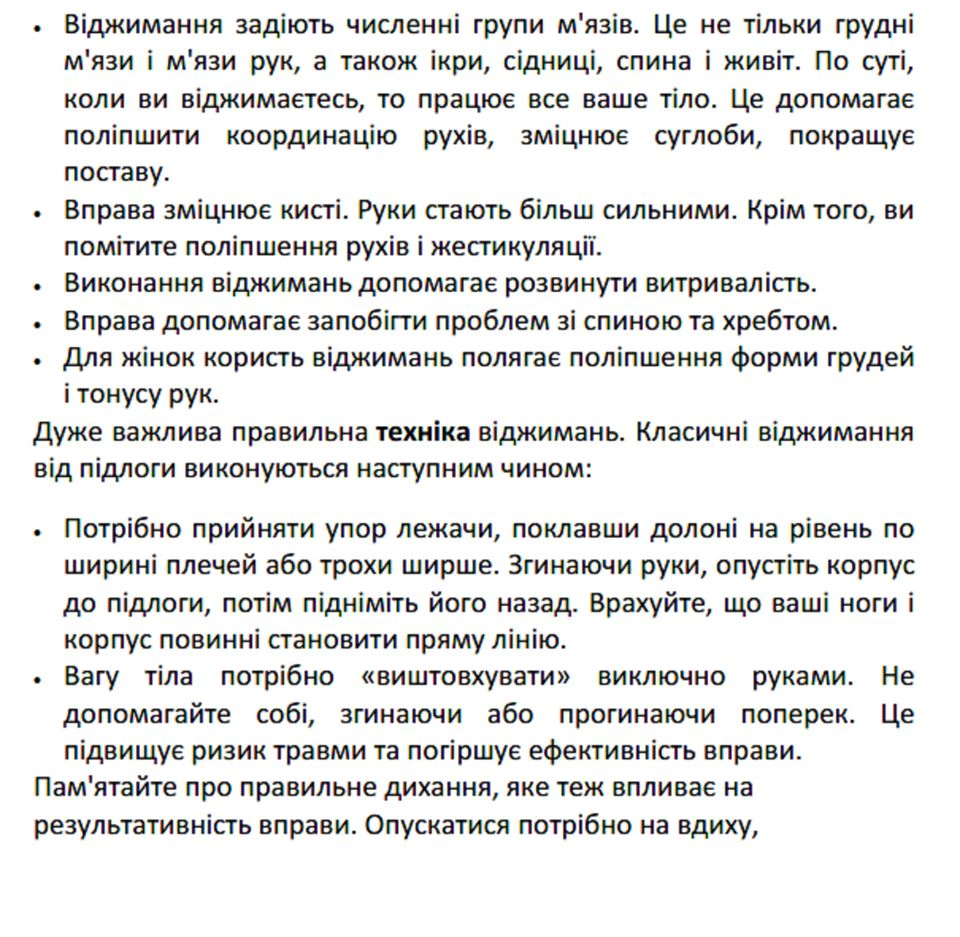 • Віджимання задіють численні групи м'язів. Це не тільки грудні
м'язи і м'язи рук, а також ікри, сідниці, спина і живіт. По суті,
коли ви віджимаєтесь, то працює все ваше тіло. Це допомагає
поліпшити координацію рухів, зміцнює суглоби, покращує
поставу.
• Вправа зміцнює кисті. Руки стають більш сильними. Крім того, ви
помітите поліпшення рухів і жестикуляції.
• Виконання віджимань допомагає розвинути витривалість.
• Вправа допомагає запобігти проблем зі спиною та хребтом.
• Для жінок користь віджимань полягає поліпшення форми грудей
і тонусу рук.
Дуже важлива правильна техніка віджимань. Класичні віджимання
від підлоги виконуються наступним чином:
• Потрібно прийняти упор лежачи, поклавши долоні на рівень по
ширині плечей або трохи ширше. Згинаючи руки, опустіть корпус
до підлоги, потім підніміть його назад. Врахуйте, що ваші ноги і
корпус повинні становити пряму лінію.
• Вагу тіла потрібно «виштовхувати» виключно руками. Не
допомагайте собі, згинаючи або прогинаючи поперек. Це
підвищує ризик травми та погіршує ефективність вправи.
Пам'ятайте про правильне дихання, яке теж впливає на
результативність вправи. Опускатися потрібно на вдиху,